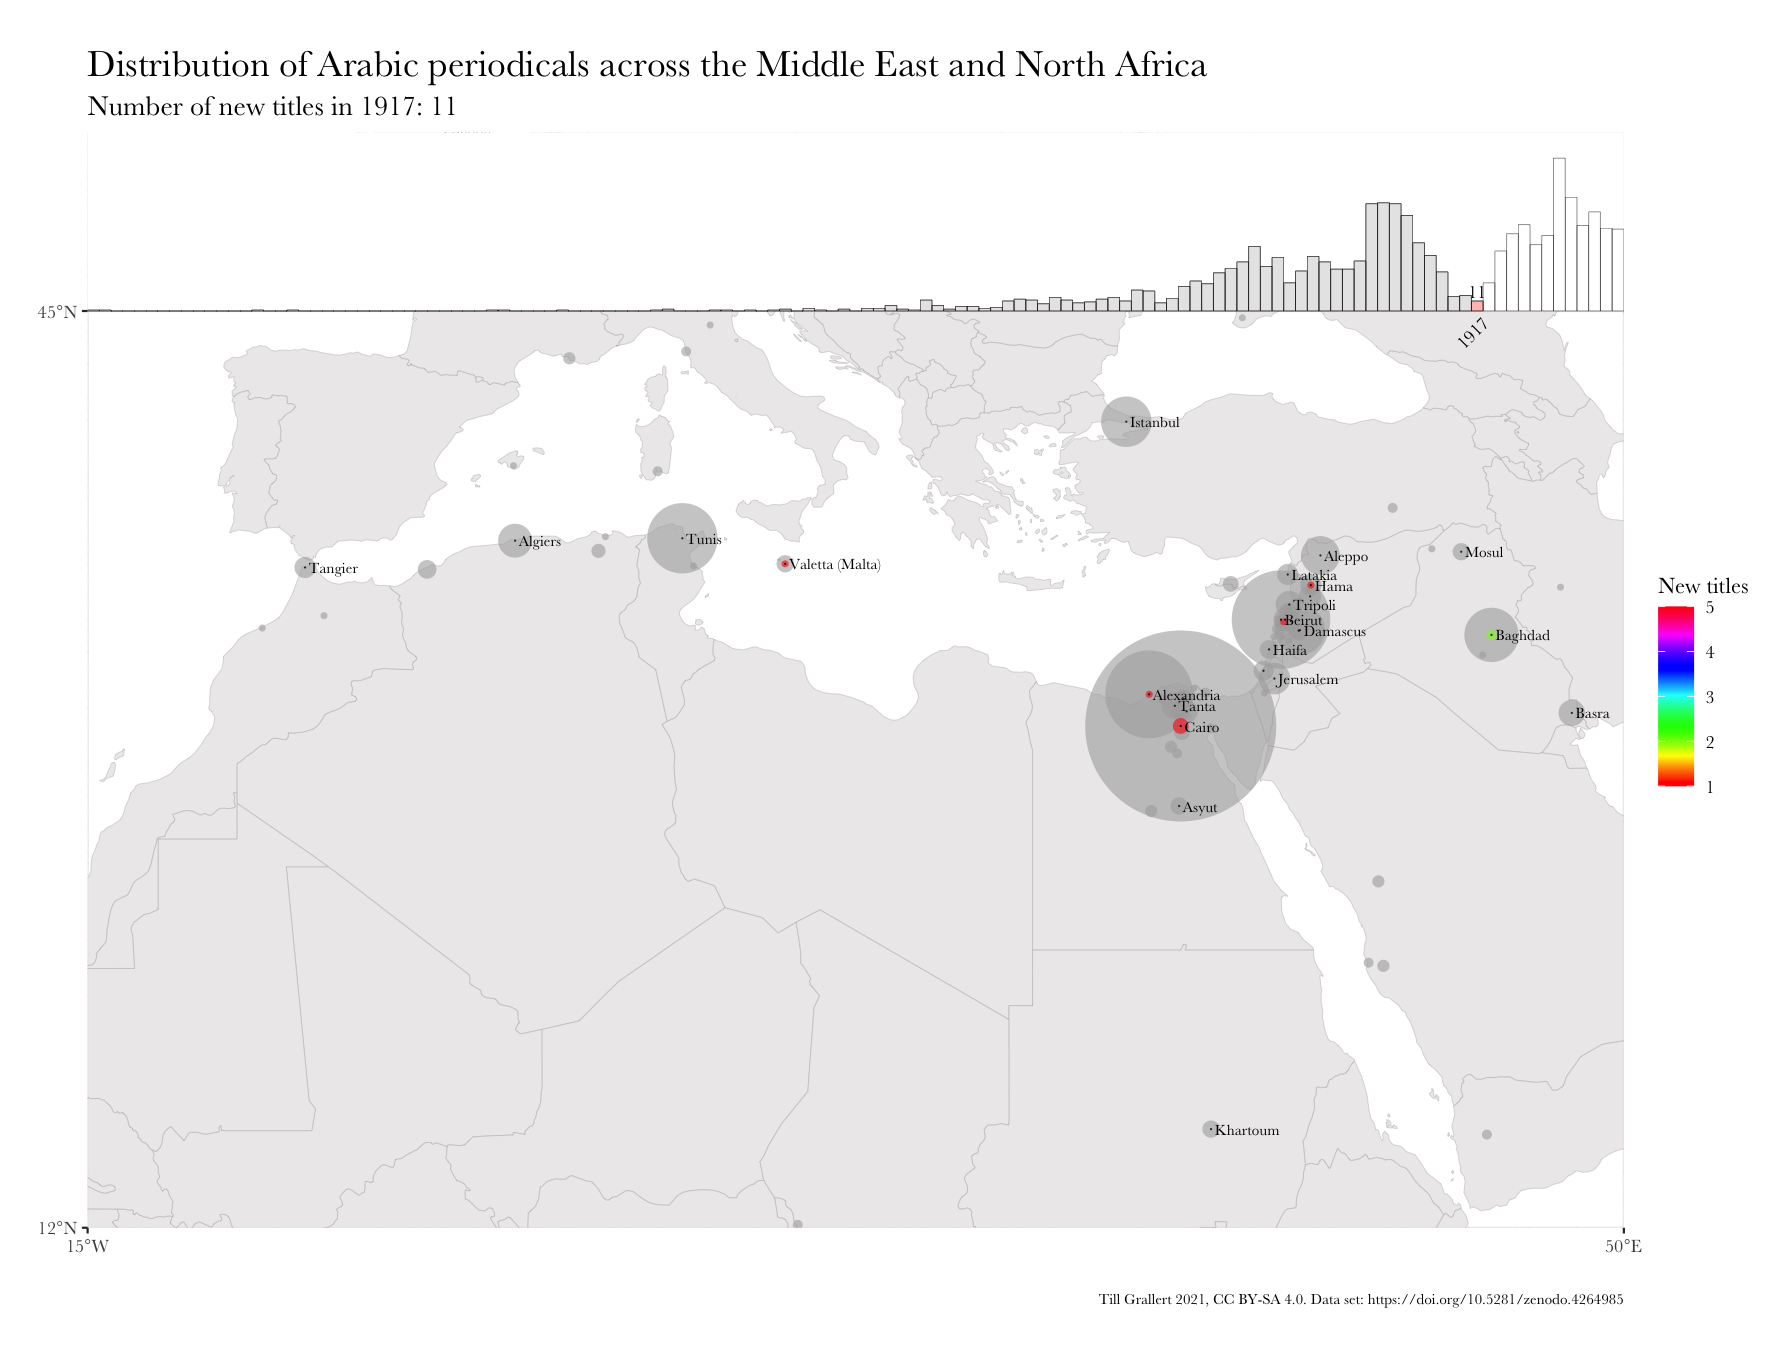 Distribution of Arabic periodicals across the Middle East and North Africa
Number of new titles in 1917: 11
11
45°N
1917
Istanbul
Algiers
Tunis
Tangier
Valetta (Malta)
Aleppo
Mosul
Latakia
Hama
Tripoli
Beirut
Damascus
Baghdad
Haifa
Jerusalem
Alexandria
Tanta
Cairo
Basra
Asyut
Khartoum
New titles
5
4
3
2
1
12°N
15°W
50°E
Till Grallert 2021, CC BY-SA 4.0. Data set: https://doi.org/10.5281/zenodo.4264985